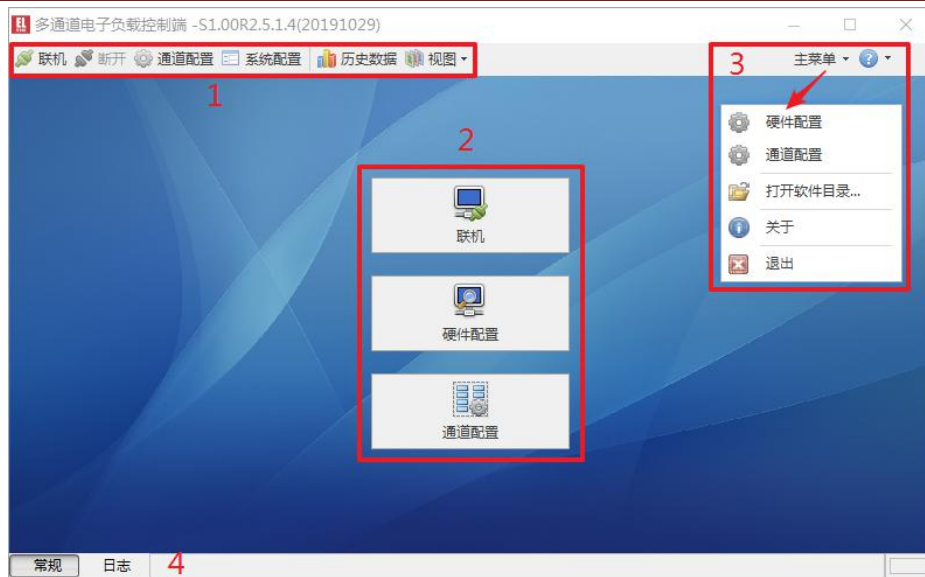 EL 多通道电子负载控制端 -S1.00R2.5.1.4(20191029)
联机 断开 通道配置 系统配置 历史数据 视图 主菜单 ?
1
2
3
硬件配置
通道配置
打开软件目录...
关于
退出
联机
硬件配置
通道配置
常规 日志 4